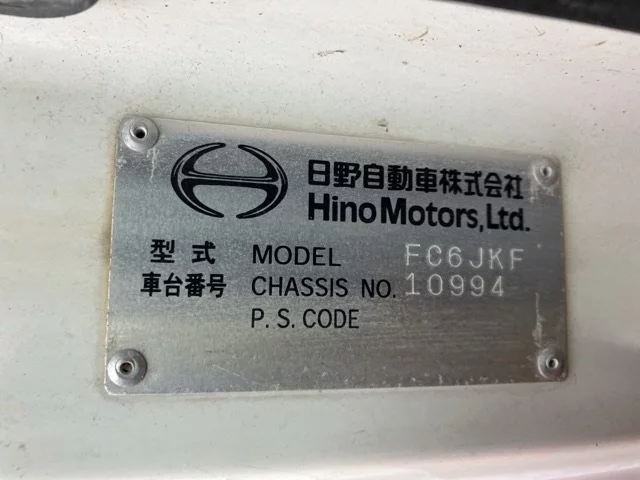 日野自動車株式会社
Hino Motors, Ltd.
型式 MODEL FC6JKF
車台番号 CHASSIS NO. 10994
P. S. CODE